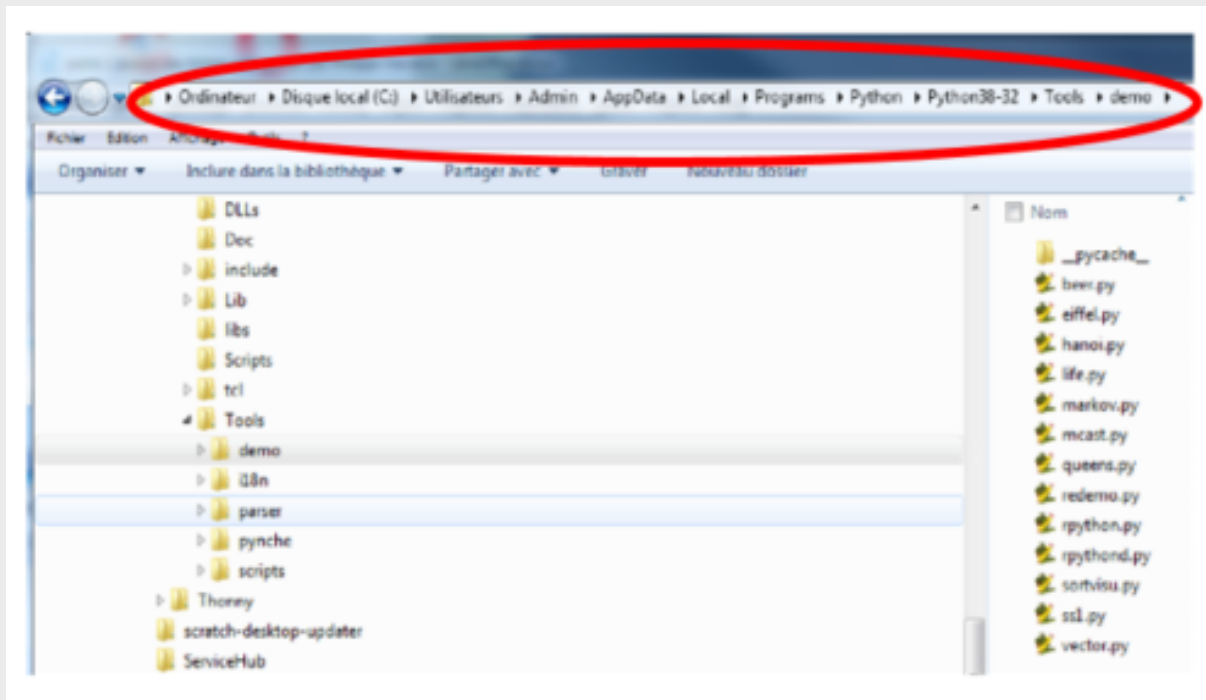 Ordinateur Disque local (C:) Utilisateurs Admin AppData Local Programs Python Python38-32 Tools demo
Fichier Edition Affichage Outils ?
Organiser Inclure dans la bibliothèque Partager avec Graver Nouveau dossier
DLLs
Doc
include
Lib
libs
Scripts
tcl
Tools
demo
i18n
parser
pynche
scripts
Thonny
scratch-desktop-updater
ServiceHub
Nom
__pycache__
beer.py
eiffel.py
hanoi.py
life.py
markov.py
mcast.py
queens.py
redemo.py
rpython.py
rpythond.py
sortvisu.py
ss1.py
vector.py